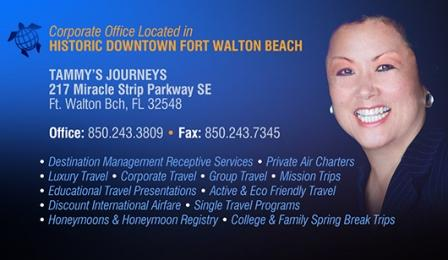 Corporate Office Located in
HISTORIC DOWNTOWN FORT WALTON BEACH
TAMMY'S JOURNEYS
217 Miracle Strip Parkway SE
Ft. Walton Bch, FL 32548
Office: 850.243.3809 • Fax: 850.243.7345
• Destination Management Receptive Services • Private Air Charters
• Luxury Travel • Corporate Travel • Group Travel • Mission Trips
• Educational Travel Presentations • Active & Eco Friendly Travel
• Discount International Airfare • Single Travel Programs
• Honeymoons & Honeymoon Registry • College & Family Spring Break Trips